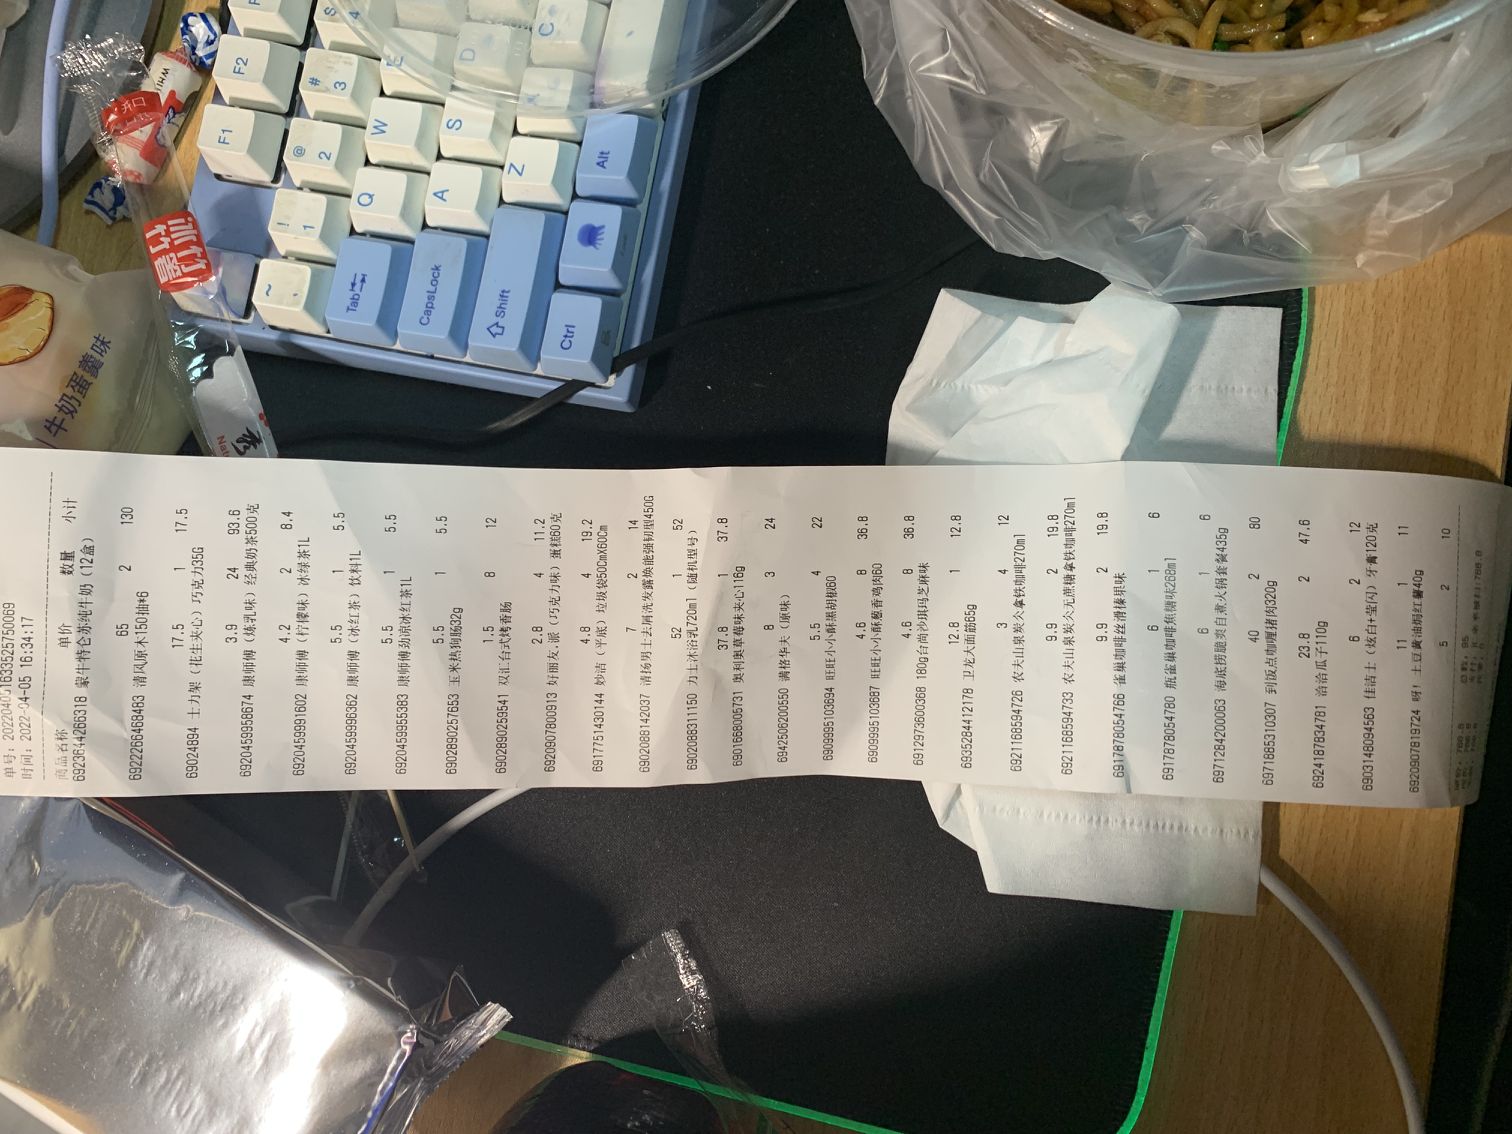 单号: 202204051633525750069
时间: 2022-04-05 16:34:17
商品名称 单价 数量 小计
6923644266318 蒙牛特仑苏纯牛奶（12盒）
65 2 130
6922266468483 清风原木150抽*6
17.5 1 17.5
69024894 士力架（花生夹心）巧克力35G
3.9 24 93.6
6920459958674 康师傅（炼乳味）经典奶茶500克
4.2 2 8.4
6920459991602 康师傅（柠檬味）冰绿茶1L
5.5 1 5.5
6920459996362 康师傅（冰红茶）饮料1L
5.5 1 5.5
6920459955383 康师傅劲凉冰红茶1L
5.5 1 5.5
6902890257653 玉米热狗肠32g
1.5 8 12
6902890259541 双汇台式烤香肠
2.8 4 11.2
6920907800913 好丽友.派（巧克力味）蛋糕60克
4.8 4 19.2
6917751430144 妙洁（平底）垃圾袋50CmX60Cm
7 2 14
6902088142037 清扬男士去屑洗发露焕能强韧型450G
52 1 52
6902088311150 力士沐浴乳720ml（随机型号）
37.8 1 37.8
6901668005731 奥利奥草莓味夹心116g
8 3 24
6942506200550 满格华夫（原味）
5.5 4 22
6909995103694 旺旺小小酥黑胡椒60
4.6 8 36.8
6909995103687 旺旺小小酥葱香鸡肉60
4.6 8 36.8
6912973600368 180g台尚沙琪玛芝麻味
12.8 1 12.8
6935284412178 卫龙大面筋65g
3 4 12
6921168594726 农夫山泉炭仌拿铁咖啡270ml
9.9 2 19.8
6921168594733 农夫山泉炭仌无蔗糖拿铁咖啡270ml
9.9 2 19.8
6917878054766 雀巢咖啡丝滑榛果味
6 1 6
6917878054780 瓶雀巢咖啡焦糖味268ml
6 1 6
6971284200063 海底捞脆爽自煮火锅套餐435g
40 2 80
6971885310307 到饭点咖喱猪肉320g
23.8 2 47.6
6924187834781 洽洽瓜子110g
6 2 12
6903148094563 佳洁士（炫白+莹闪）牙膏120克
11 1 11
6920907819724 呀！土豆黄油焗红薯40g
5 2 10
总数: 95
牛奶蛋羹味
F1 F2
~
! 1 @ 2 # 3 $ 4
Tab Q W E
CapsLock A S D
Shift Z C
Ctrl Alt